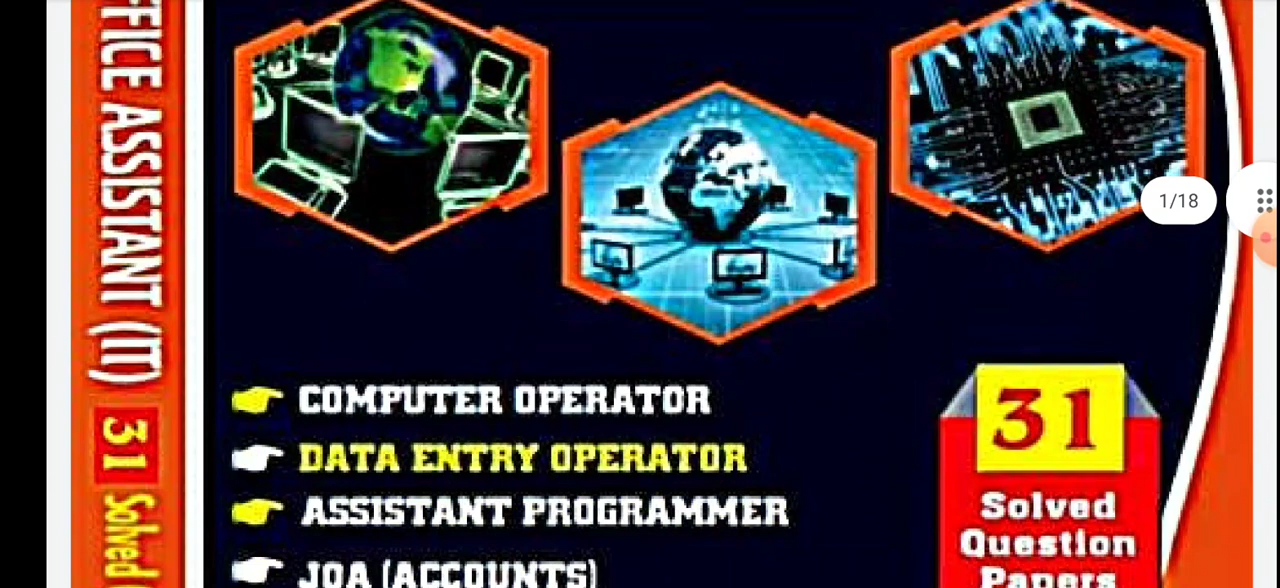 FFICE ASSISTANT (IT) 31 Solved
1/18
COMPUTER OPERATOR
DATA ENTRY OPERATOR
ASSISTANT PROGRAMMER
JOA (ACCOUNTS)
31
Solved
Question
Papers